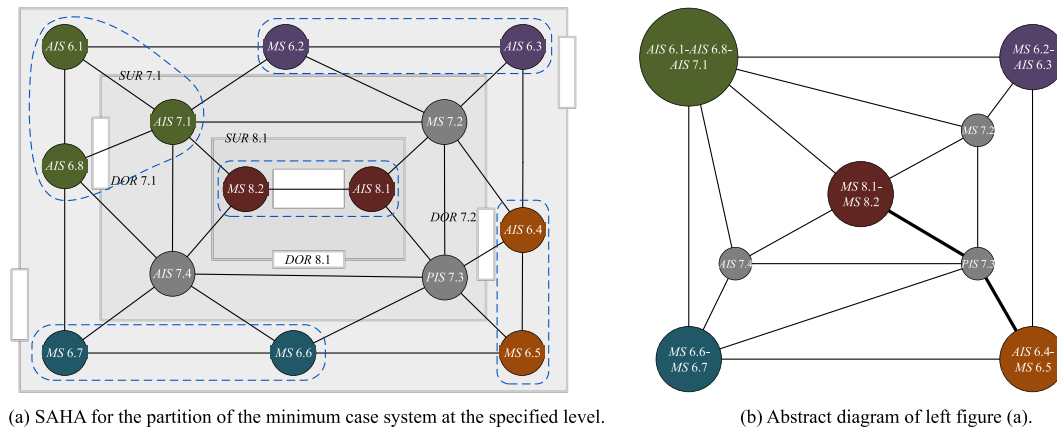 AIS 6.1
MS 6.2
AIS 6.3
SUR 7.1
AIS 7.1
MS 7.2
SUR 8.1
AIS 6.8
DOR 7.1
MS 8.2
AIS 8.1
DOR 7.2
AIS 6.4
DOR 8.1
AIS 7.4
PIS 7.3
MS 6.7
MS 6.6
MS 6.5
(a) SAHA for the partition of the minimum case system at the specified level.
AIS 6.1-AIS 6.8-
AIS 7.1
MS 6.2-
AIS 6.3
MS 7.2
MS 8.1-
MS 8.2
AIS 7.4
PIS 7.3
MS 6.6-
MS 6.7
AIS 6.4-
MS 6.5
(b) Abstract diagram of left figure (a).